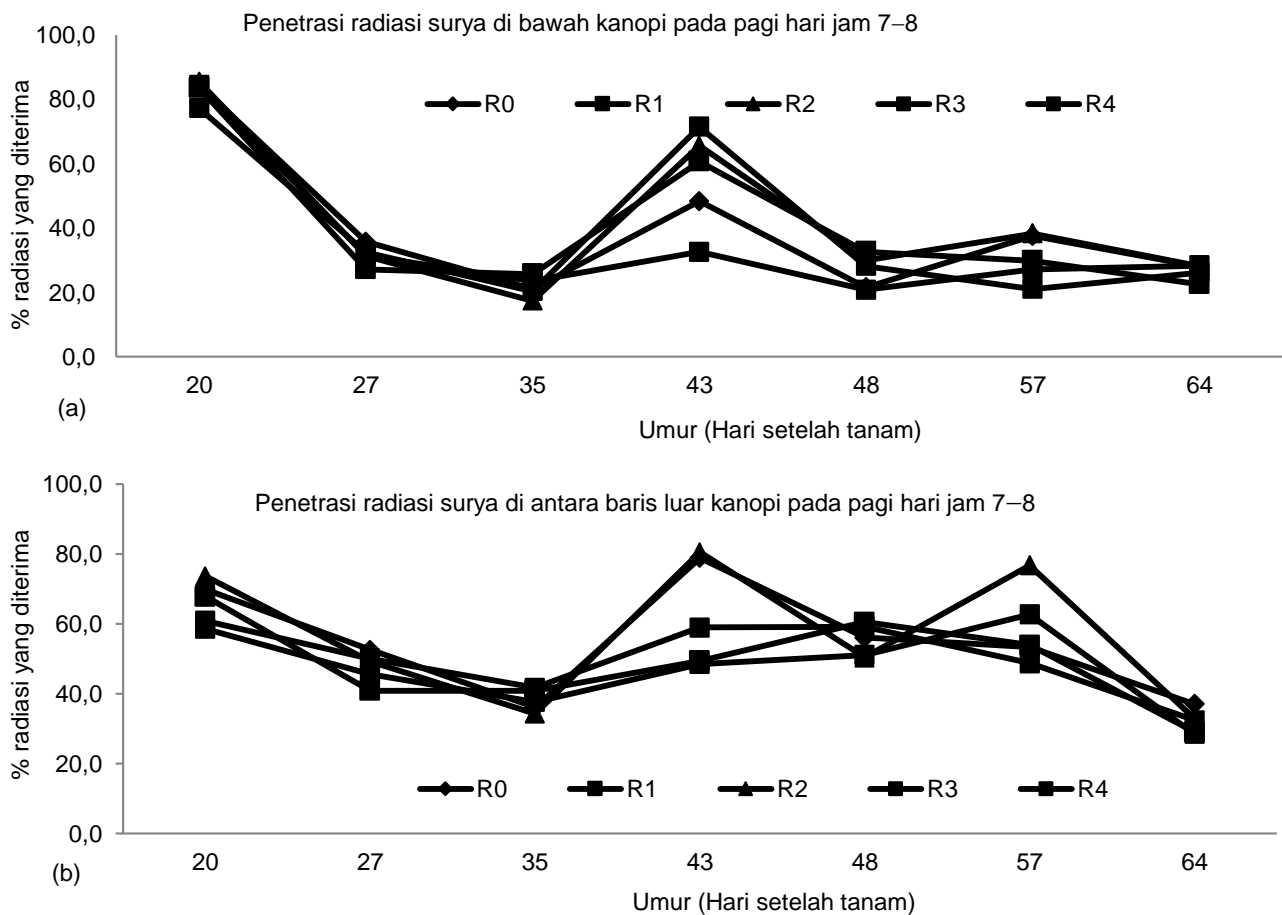 Penetrasi radiasi surya di bawah kanopi pada pagi hari jam 7–8
100,0
80,0
60,0
40,0
20,0
0,0
% radiasi yang diterima
R0 R1 R2 R3 R4
20 27 35 43 48 57 64
(a)
Umur (Hari setelah tanam)
Penetrasi radiasi surya di antara baris luar kanopi pada pagi hari jam 7–8
100,0
80,0
60,0
40,0
20,0
0,0
% radiasi yang diterima
R0 R1 R2 R3 R4
20 27 35 43 48 57 64
(b)
Umur (Hari setelah tanam)